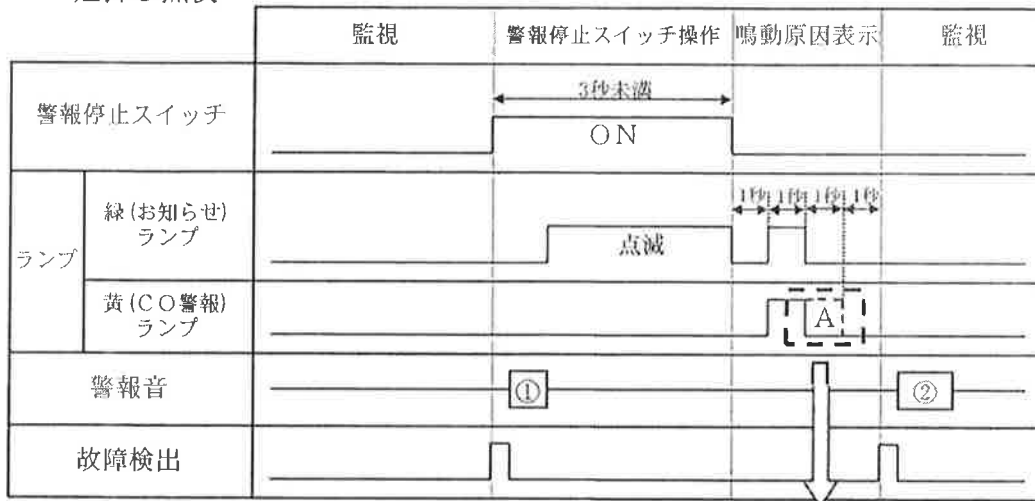 監視
警報停止スイッチ操作
鳴動原因表示
監視
警報停止スイッチ
3秒未満
ON
ランプ
緑(お知らせ)
ランプ
1秒 1秒 1秒 1秒
点滅
黄(CO警報)
ランプ
A
警報音
①
②
故障検出